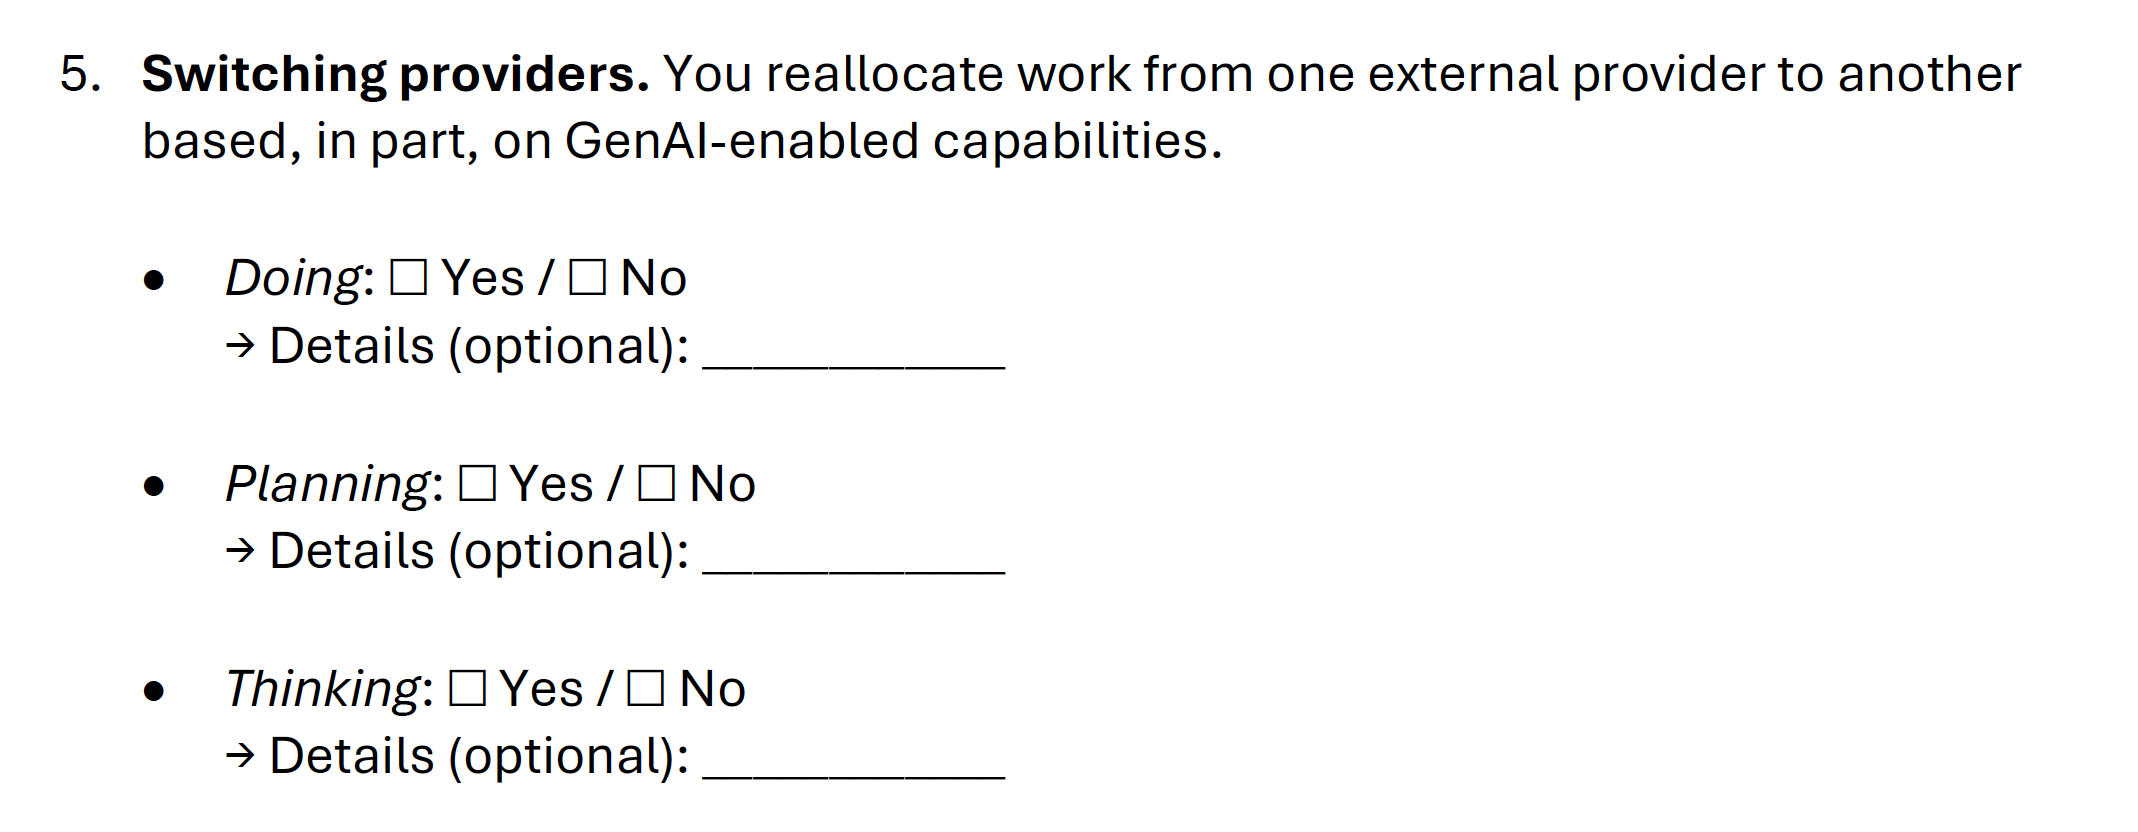 5. Switching providers. You reallocate work from one external provider to another
based, in part, on GenAI-enabled capabilities.
● Doing: ☐ Yes / ☐ No
→ Details (optional): ____________
● Planning: ☐ Yes / ☐ No
→ Details (optional): ____________
● Thinking: ☐ Yes / ☐ No
→ Details (optional): ____________